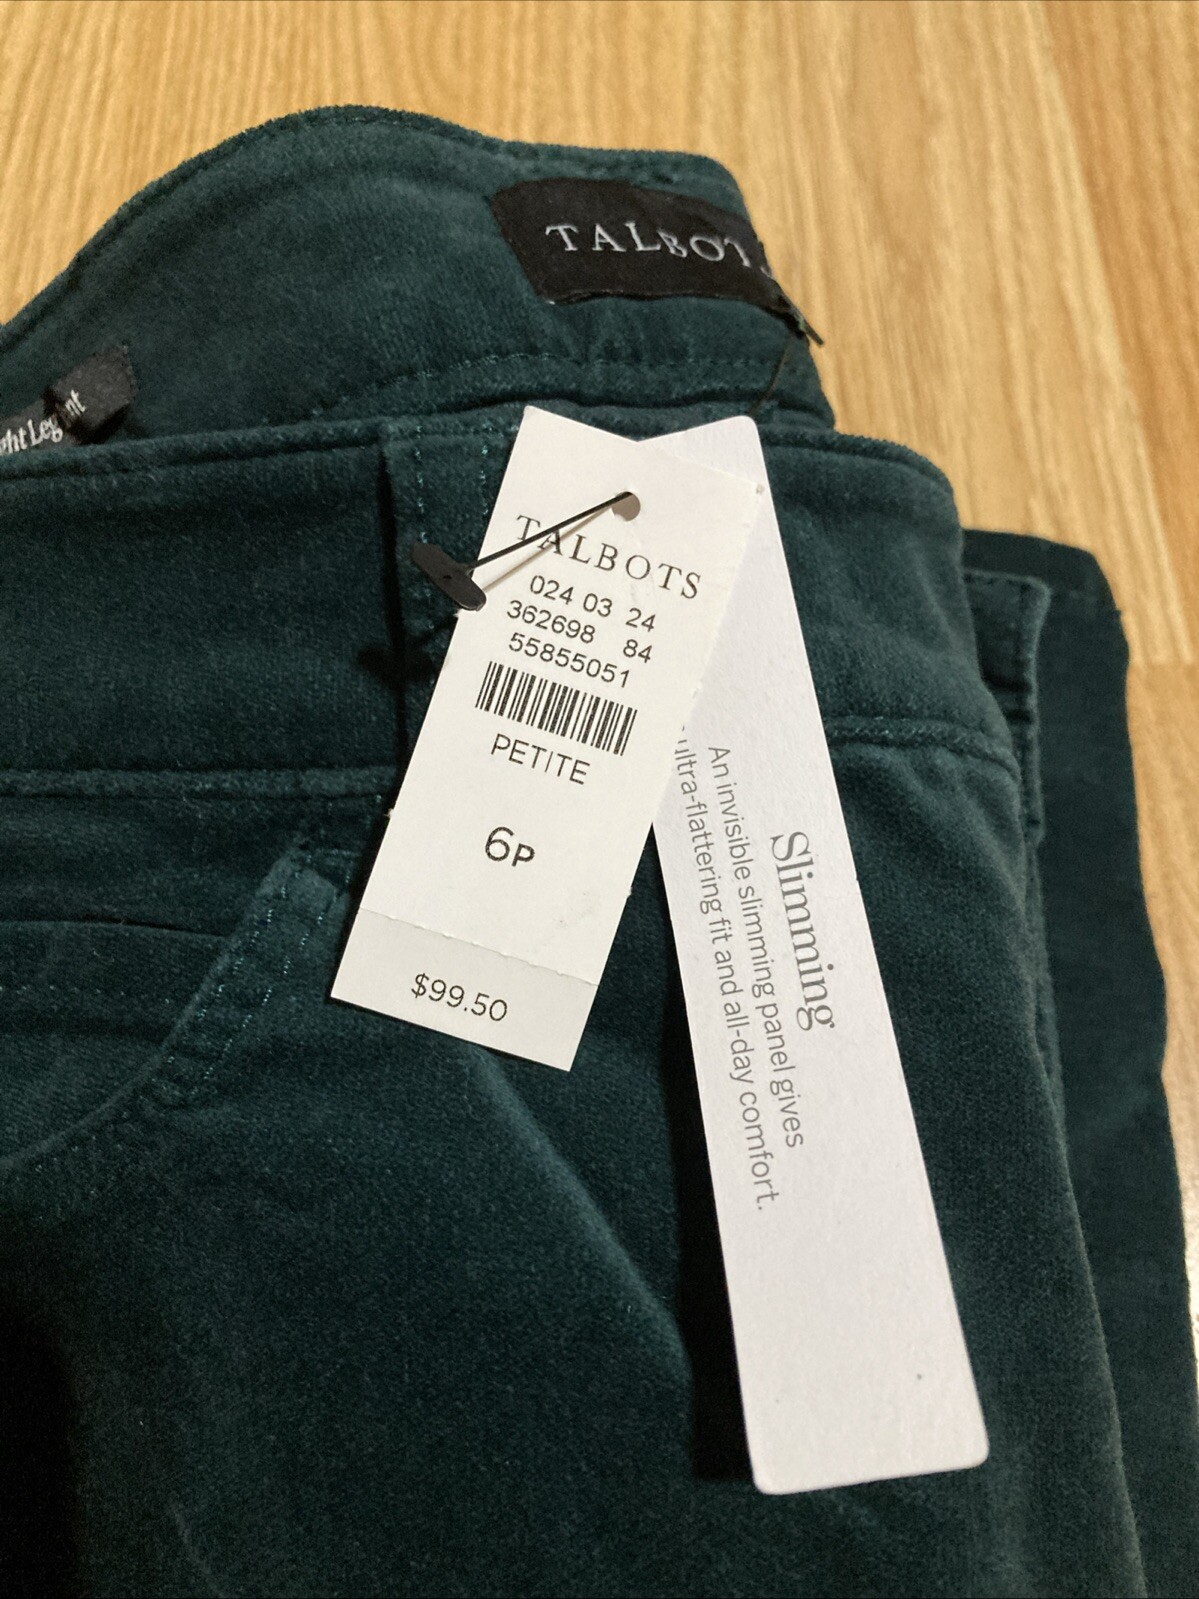 TALBOTS
Leg
TALBOTS
024 03 24
362698 84
55855051
PETITE
6P
$99.50
Slimming
An invisible slimming panel gives
ultra-flattering fit and all-day comfort.